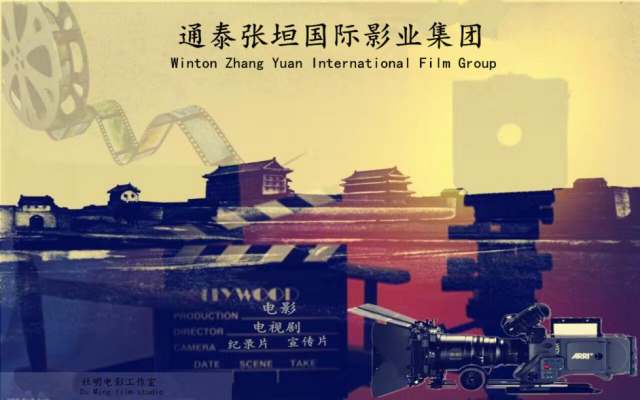 通泰张垣国际影业集团
Winton Zhang Yuan International Film Group
LLYWOOD
PRODUCTION 电影
DIRECTOR 电视剧
CAMERA 纪录片 宣传片
DATE SCENE TAKE
ARRI
杜明电影工作室
Du Ming film studio